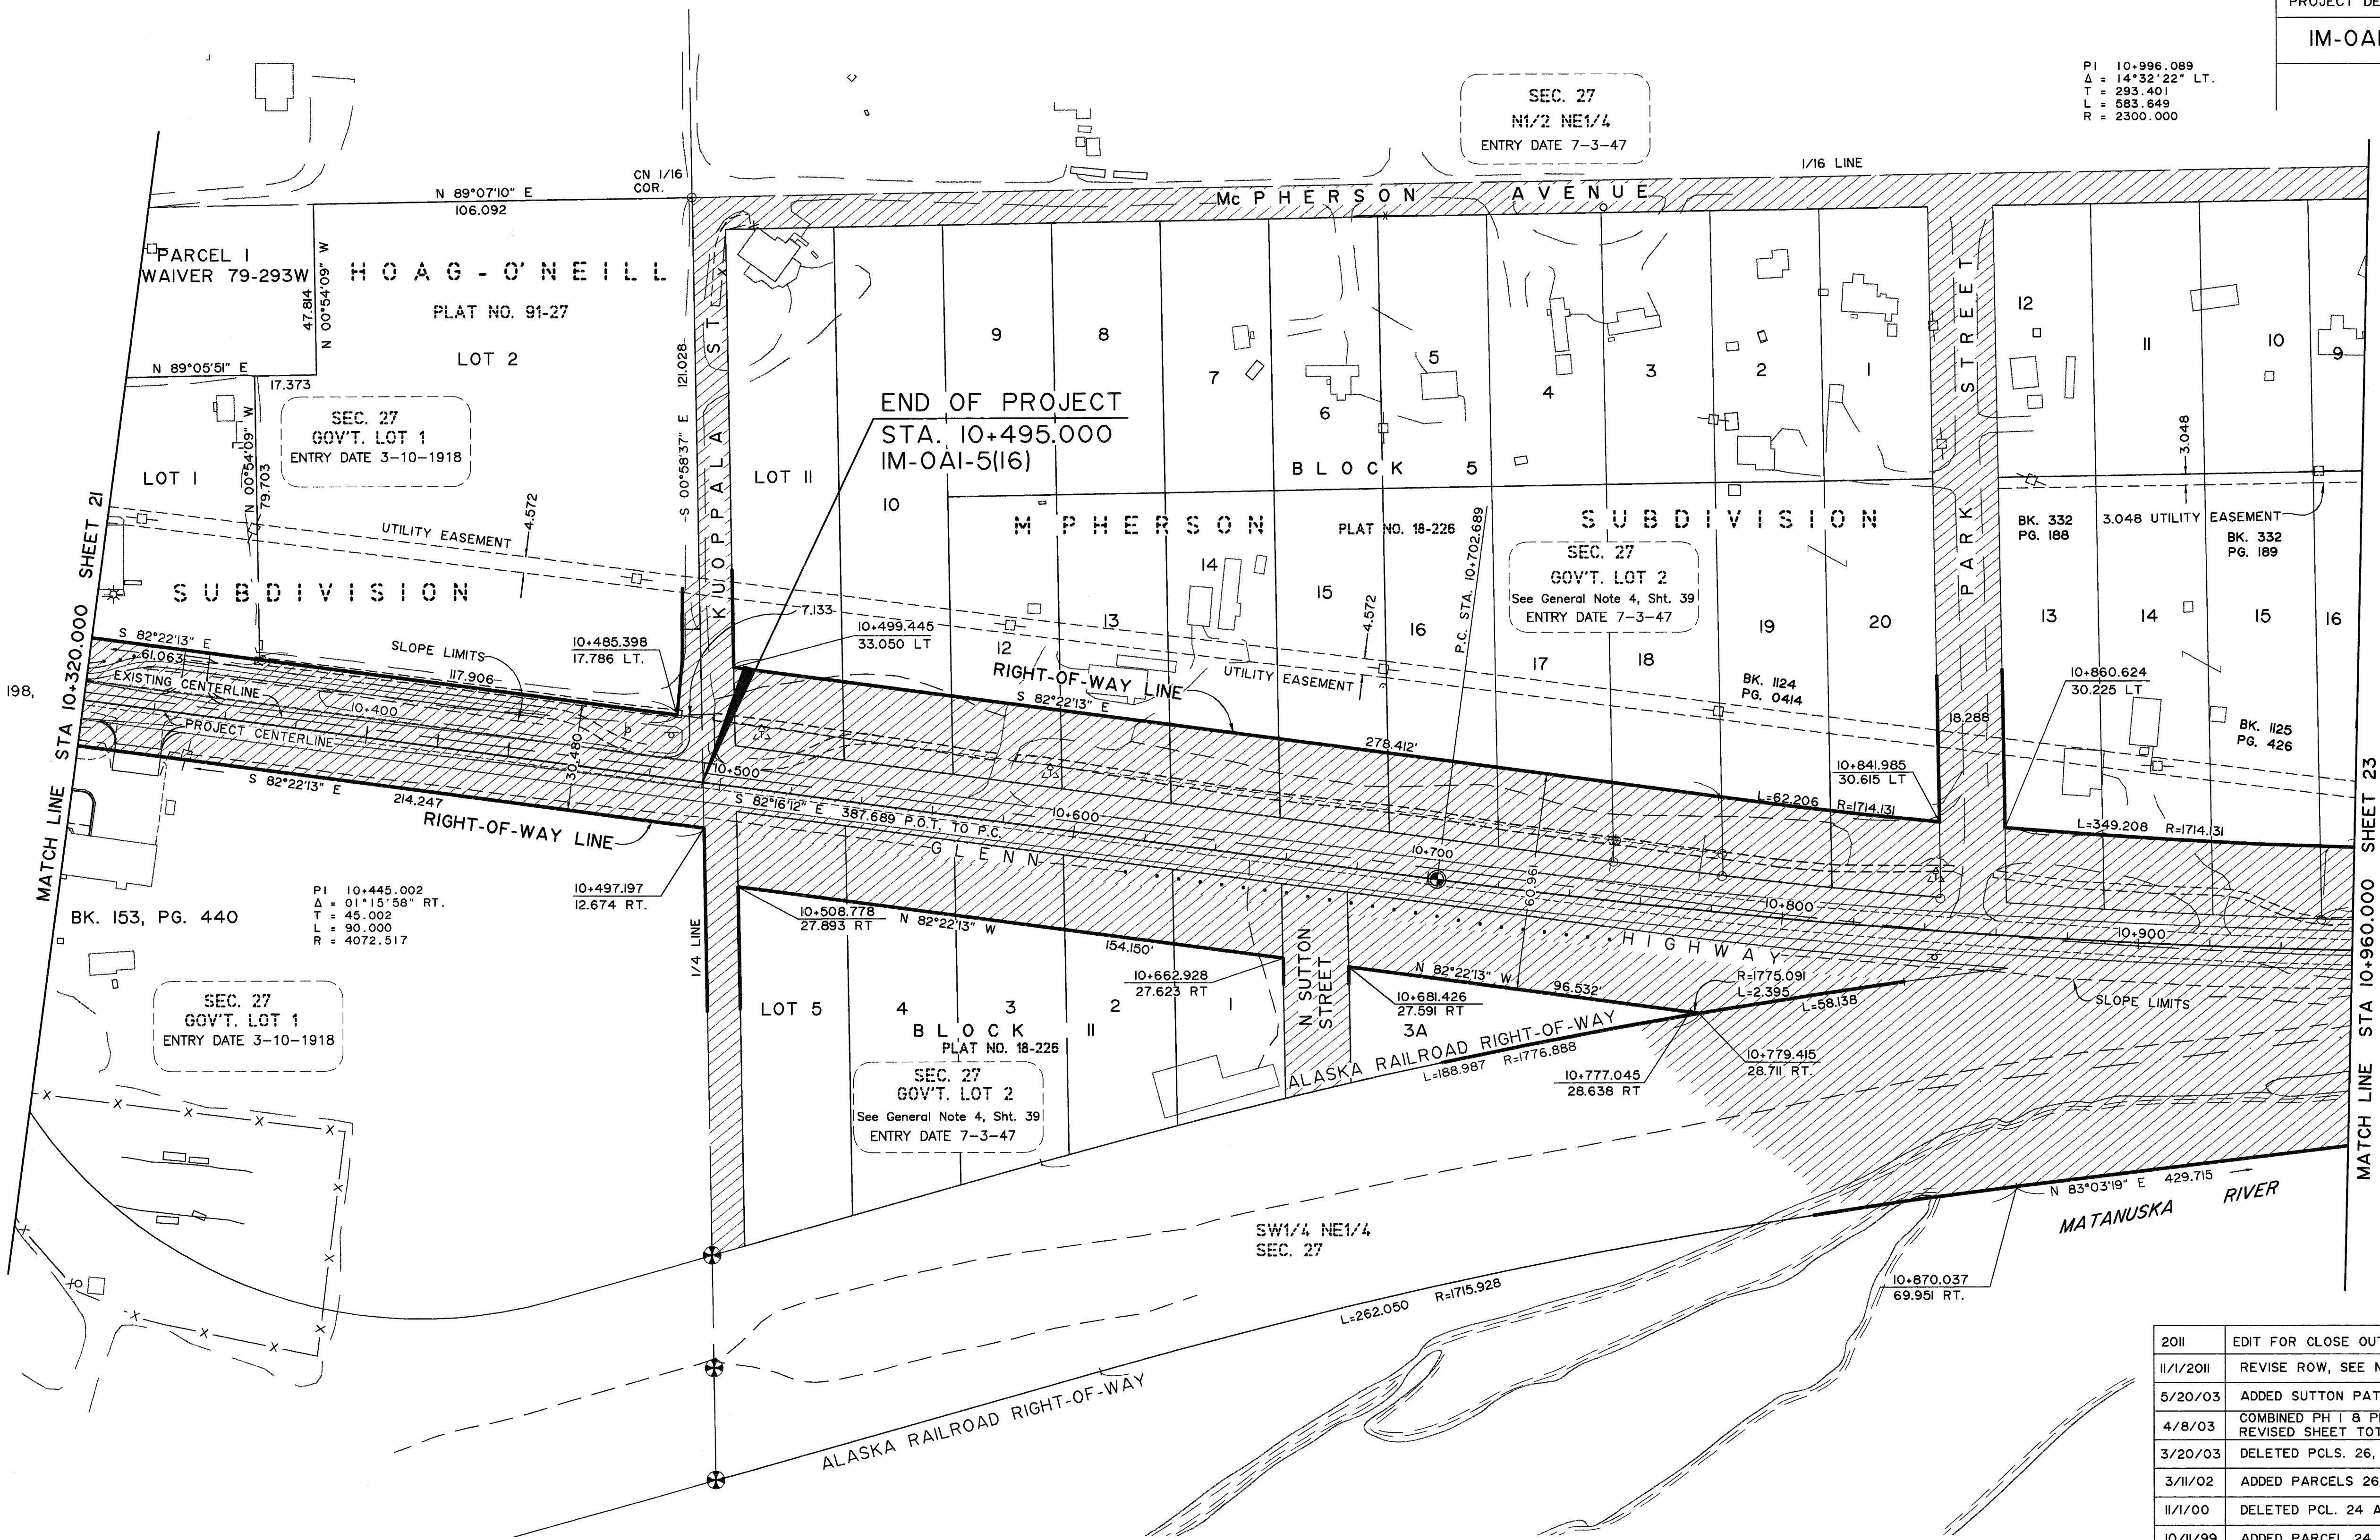 PROJECT DE
IM-OAI
PI 10+996.089
Δ = 14°32'22" LT.
T = 293.401
L = 583.649
R = 2300.000
SEC. 27
N1/2 NE1/4
ENTRY DATE 7-3-47
1/16 LINE
CN 1/16
COR.
N 89°07'10" E
106.092
McPHERSON AVENUE
PARCEL I
WAIVER 79-293W
47.814
N 00°54'09" W
HOAG-O'NEILL
PLAT NO. 91-27
LOT 2
S 00°58'37" E 121.028
KUOPPALA ST
N 89°05'51" E
17.373
SEC. 27
GOV'T. LOT 1
ENTRY DATE 3-10-1918
LOT I
N 00°54'09" W
79.703
UTILITY EASEMENT
4.572
SUBDIVISION
END OF PROJECT
STA. 10+495.000
IM-OAI-5(16)
LOT II
10
9
8
7
6
5
4
3
2
1
BLOCK 5
PARK STREET
12
II
10
9
3.048
BK. 332
PG. 188
3.048 UTILITY EASEMENT
BK. 332
PG. 189
M PHERSON
PLAT NO. 18-226
SUBDIVISION
SEC. 27
GOV'T. LOT 2
See General Note 4, Sht. 39
ENTRY DATE 7-3-47
P.C. STA. 10+702.689
12
13
14
15
16
17
18
19
20
13
14
15
16
4.572
7.133
10+499.445
33.050 LT
10+485.398
17.786 LT.
RIGHT-OF-WAY LINE
UTILITY EASEMENT
S 82°22'13" E
278.412'
BK. 1124
PG. 0414
18.288
10+860.624
30.225 LT
BK. 1125
PG. 426
10+841.985
30.615 LT
L=62.206 R=1714.131
L=349.208 R=1714.131
MATCH LINE STA 10+320.000 SHEET 21
198,
S 82°22'13" E
61.063
117.906
SLOPE LIMITS
EXISTING CENTERLINE
10+400
PROJECT CENTERLINE
30.480
S 82°22'13" E
214.247
RIGHT-OF-WAY LINE
10+500
S 82°16'12" E 387.689 P.O.T. TO P.C.
10+600
10+700
10+800
10+900
GLENN HIGHWAY
60.961
10+497.197
12.674 RT.
PI 10+445.002
Δ = 01°15'58" RT.
T = 45.002
L = 90.000
R = 4072.517
BK. 153, PG. 440
1/4 LINE
SEC. 27
GOV'T. LOT 1
ENTRY DATE 3-10-1918
10+508.778
27.893 RT
N 82°22'13" W
154.150'
10+662.928
27.623 RT
N SUTTON
STREET
N 82°22'13" W
96.532'
10+681.426
27.591 RT
3A
R=1775.091
L=2.395
L=58.138
SLOPE LIMITS
LOT 5
4
3
2
1
BLOCK II
PLAT NO. 18-226
SEC. 27
GOV'T. LOT 2
See General Note 4, Sht. 39
ENTRY DATE 7-3-47
ALASKA RAILROAD RIGHT-OF-WAY
L=188.987 R=1776.888
10+777.045
28.638 RT
10+779.415
28.711 RT.
MATCH LINE STA 10+960.000 SHEET 23
N 83°03'19" E 429.715
MATANUSKA RIVER
10+870.037
69.951 RT.
SW1/4 NE1/4
SEC. 27
L=262.050 R=1715.928
ALASKA RAILROAD RIGHT-OF-WAY
2011 EDIT FOR CLOSE OUT
11/1/2011 REVISE ROW, SEE N
5/20/03 ADDED SUTTON PAT
4/8/03 COMBINED PH I & P
REVISED SHEET TOT
3/20/03 DELETED PCLS. 26,
3/11/02 ADDED PARCELS 26
11/1/00 DELETED PCL. 24 A
10/11/99 ADDED PARCEL 24